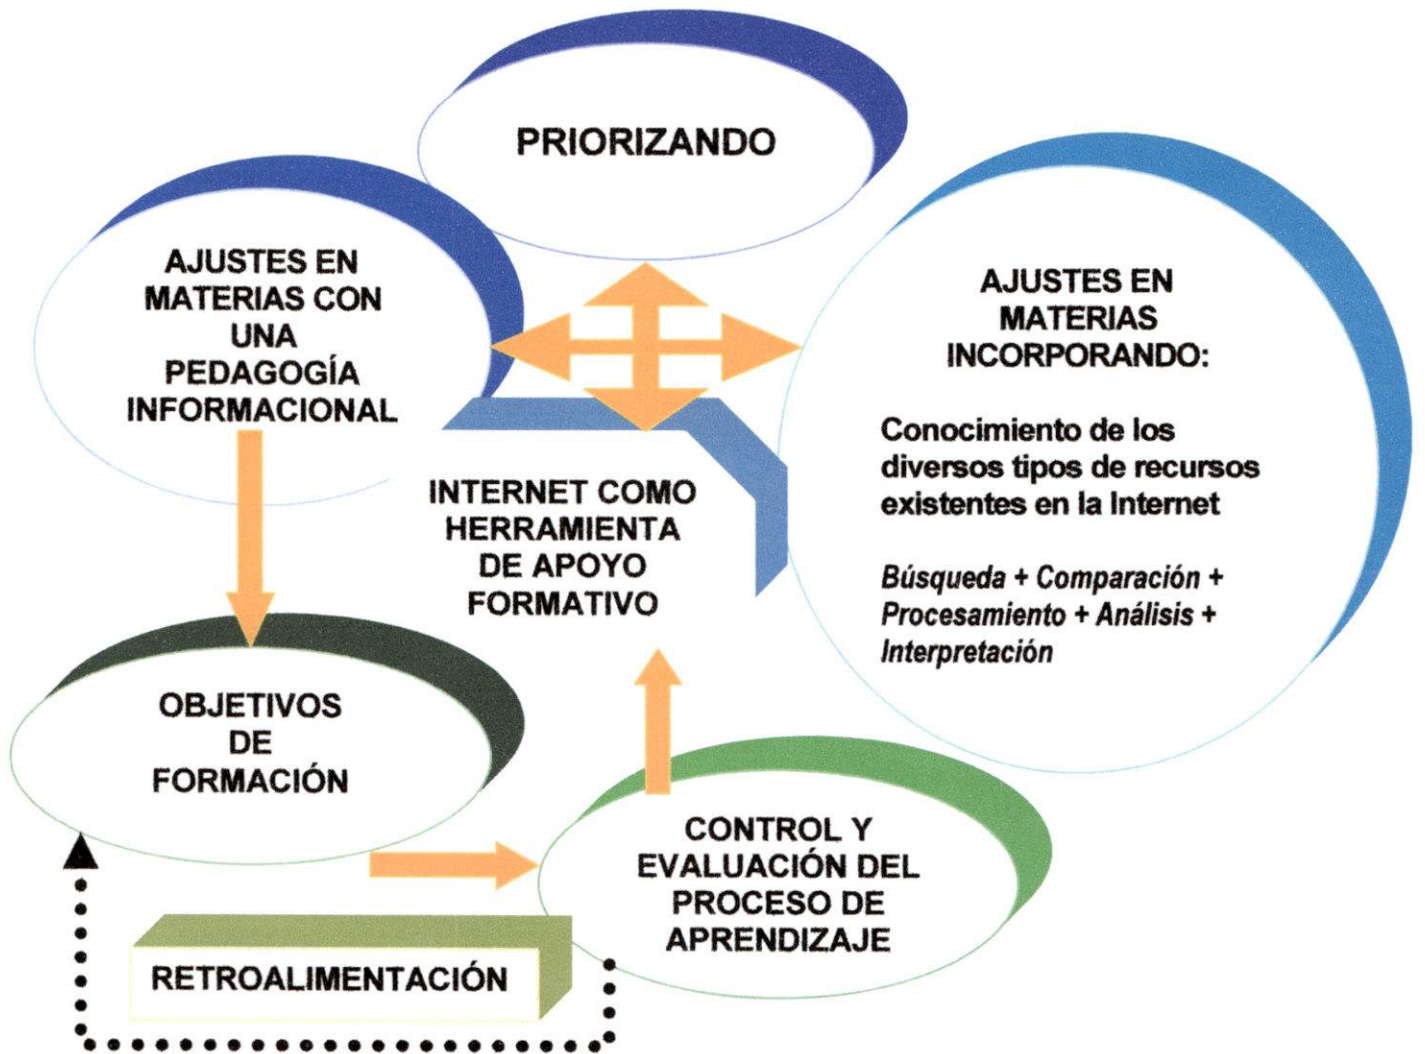 PRIORIZANDO
AJUSTES EN
MATERIAS CON
UNA
PEDAGOGÍA
INFORMACIONAL
AJUSTES EN
MATERIAS
INCORPORANDO:
Conocimiento de los
diversos tipos de recursos
existentes en la Internet
Búsqueda + Comparación +
Procesamiento + Análisis +
Interpretación
INTERNET COMO
HERRAMIENTA
DE APOYO
FORMATIVO
OBJETIVOS
DE
FORMACIÓN
CONTROL Y
EVALUACIÓN DEL
PROCESO DE
APRENDIZAJE
RETROALIMENTACIÓN